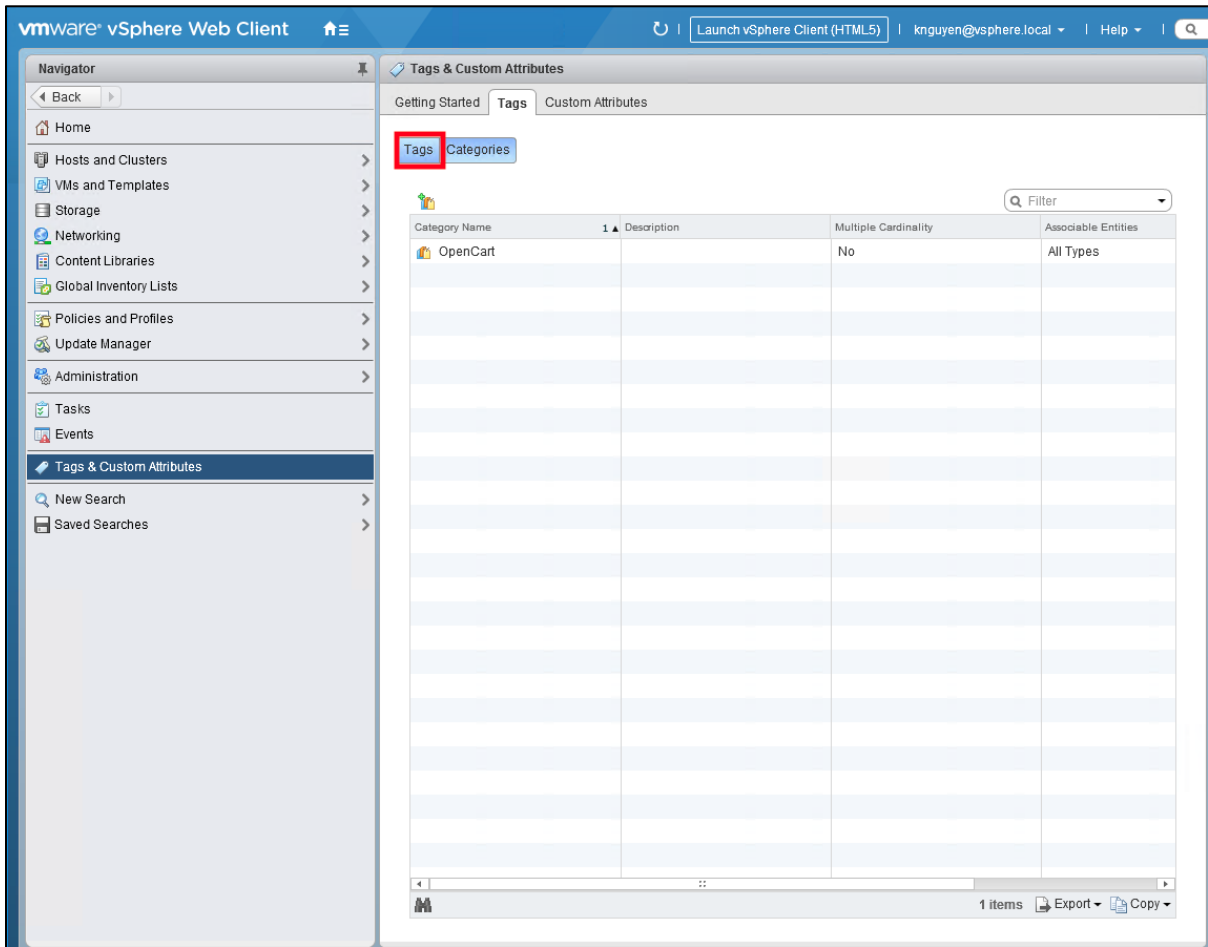 vmware® vSphere Web Client
Launch vSphere Client (HTML5)
knguyen@vsphere.local
Help
Navigator
Back
Home
Hosts and Clusters
VMs and Templates
Storage
Networking
Content Libraries
Global Inventory Lists
Policies and Profiles
Update Manager
Administration
Tasks
Events
Tags & Custom Attributes
New Search
Saved Searches
Tags & Custom Attributes
Getting Started Tags Custom Attributes
Tags Categories
Filter
Category Name 1 ▲ Description Multiple Cardinality Associable Entities
OpenCart No All Types
1 items Export Copy